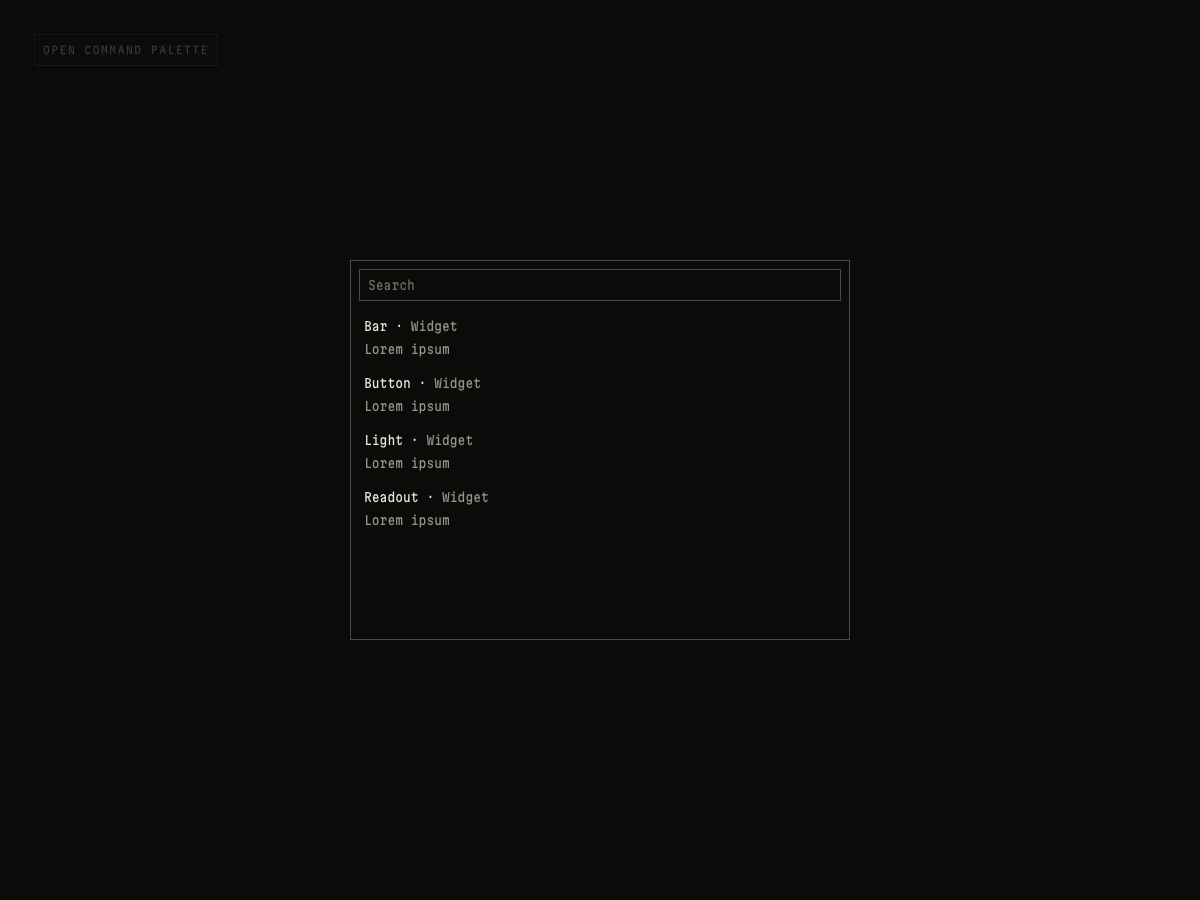 OPEN COMMAND PALETTE
Search
Bar · Widget
Lorem ipsum
Button · Widget
Lorem ipsum
Light · Widget
Lorem ipsum
Readout · Widget
Lorem ipsum